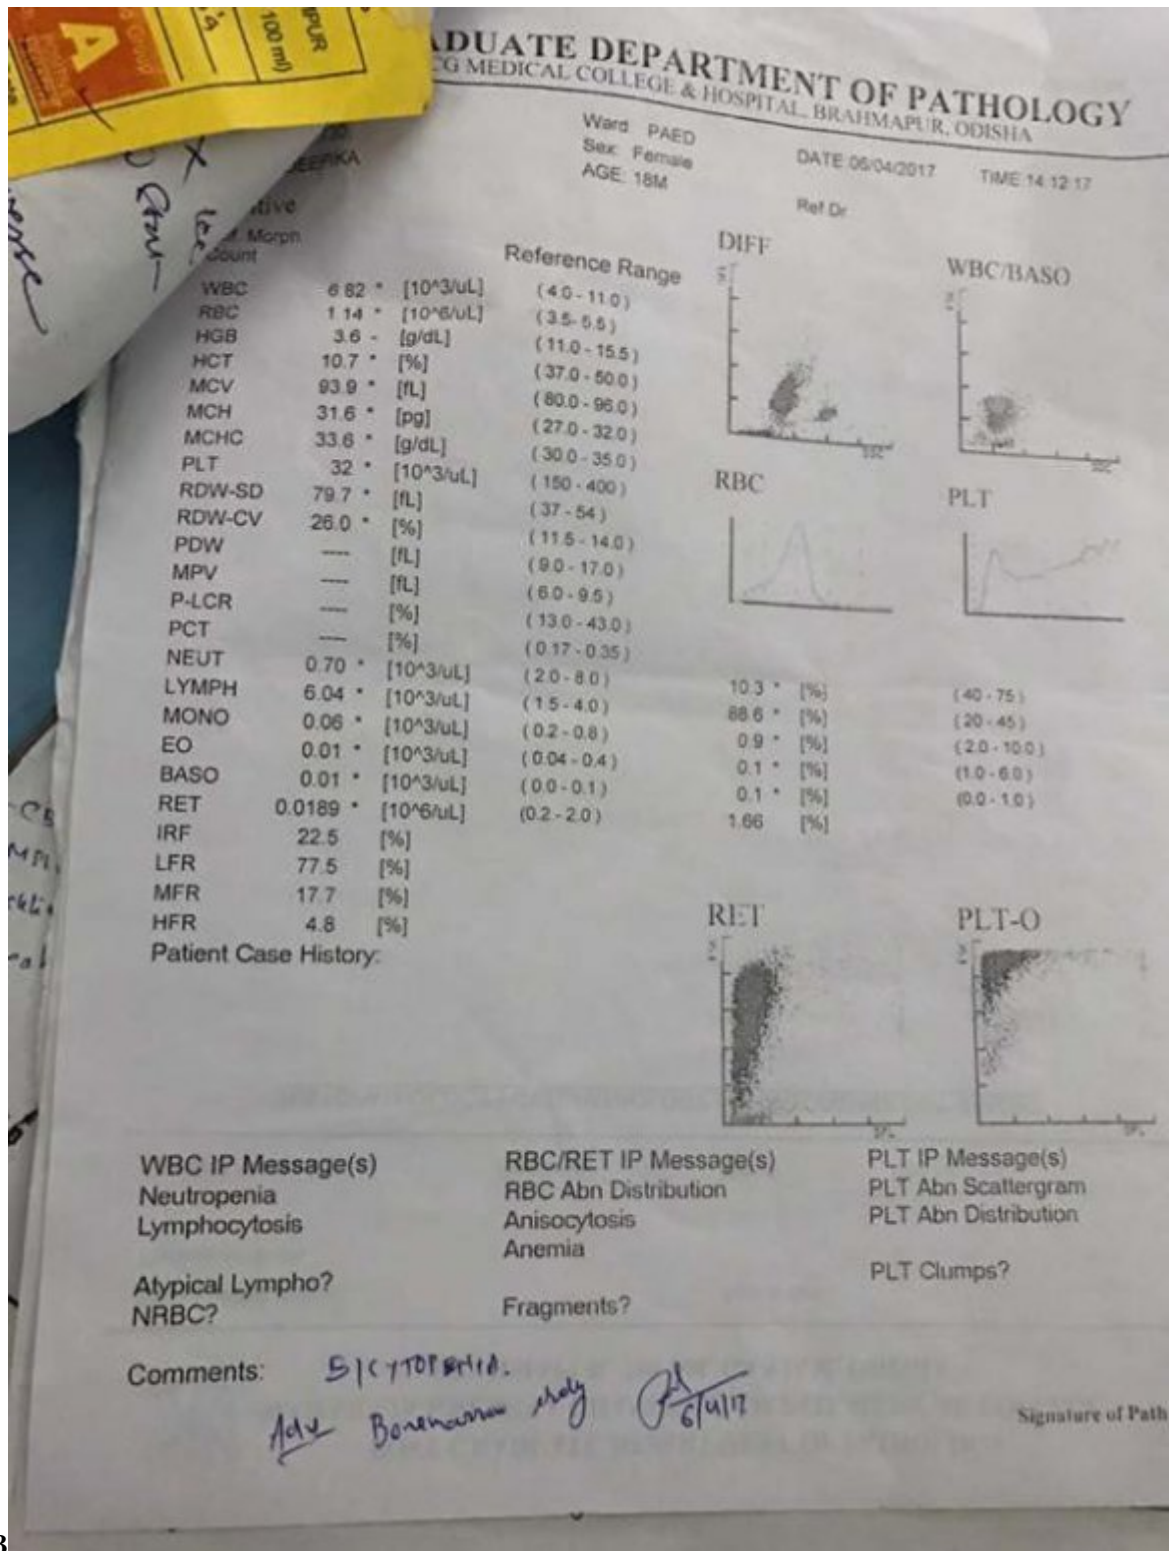 A
100 ml)
DUATE DEPARTMENT OF PATHOLOGY
CG MEDICAL COLLEGE & HOSPITAL, BRAHMAPUR, ODISHA
Ward PAED
Sex: Female
AGE: 18M
DATE:06/04/2017 TIME:14:12:17
Ref Dr
Morph
Count
Reference Range
DIFF
WBC/BASO
WBC 6.82 * [10^3/uL] (4.0 - 11.0)
RBC 1.14 * [10^6/uL] (3.5- 5.5)
HGB 3.6 - [g/dL] (11.0 - 15.5)
HCT 10.7 * [%] (37.0 - 50.0)
MCV 93.9 * [fL] (80.0 - 96.0)
MCH 31.6 * [pg] (27.0 - 32.0)
MCHC 33.6 * [g/dL] (30.0 - 35.0)
PLT 32 * [10^3/uL] (150 - 400)
RDW-SD 79.7 * [fL] (37 - 54)
RDW-CV 26.0 * [%] (11.5 - 14.0)
PDW ---- [fL] (9.0 - 17.0)
MPV ---- [fL] (6.0 - 9.5)
P-LCR ---- [%] (13.0 - 43.0)
PCT ---- [%] (0.17 - 0.35)
RBC
PLT
NEUT 0.70 * [10^3/uL] (2.0 - 8.0) 10.3 * [%] (40 - 75)
LYMPH 6.04 * [10^3/uL] (1.5 - 4.0) 88.6 * [%] (20 - 45)
MONO 0.06 * [10^3/uL] (0.2 - 0.8) 0.9 * [%] (2.0 - 10.0)
EO 0.01 * [10^3/uL] (0.04 - 0.4) 0.1 * [%] (1.0 - 6.0)
BASO 0.01 * [10^3/uL] (0.0 - 0.1) 0.1 * [%] (0.0 - 1.0)
RET 0.0189 * [10^6/uL] (0.2 - 2.0) 1.66 [%]
IRF 22.5 [%]
LFR 77.5 [%]
MFR 17.7 [%]
HFR 4.8 [%]
Patient Case History:
RET
PLT-O
WBC IP Message(s)
Neutropenia
Lymphocytosis
Atypical Lympho?
NRBC?
RBC/RET IP Message(s)
RBC Abn Distribution
Anisocytosis
Anemia
Fragments?
PLT IP Message(s)
PLT Abn Scattergram
PLT Abn Distribution
PLT Clumps?
Comments:
Adv
6/4/17
Signature of Path